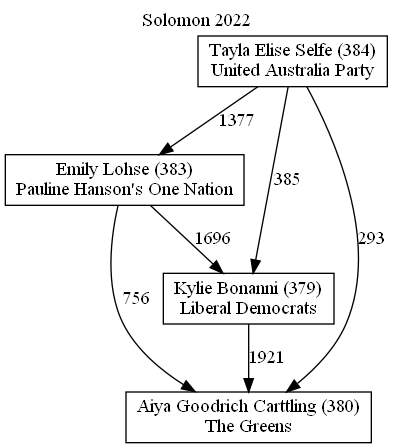 Solomon 2022
Tayla Elise Selfe (384)
United Australia Party
1377
Emily Lohse (383)
Pauline Hanson's One Nation
385
1696
293
Kylie Bonanni (379)
Liberal Democrats
756
1921
Aiya Goodrich Carttling (380)
The Greens